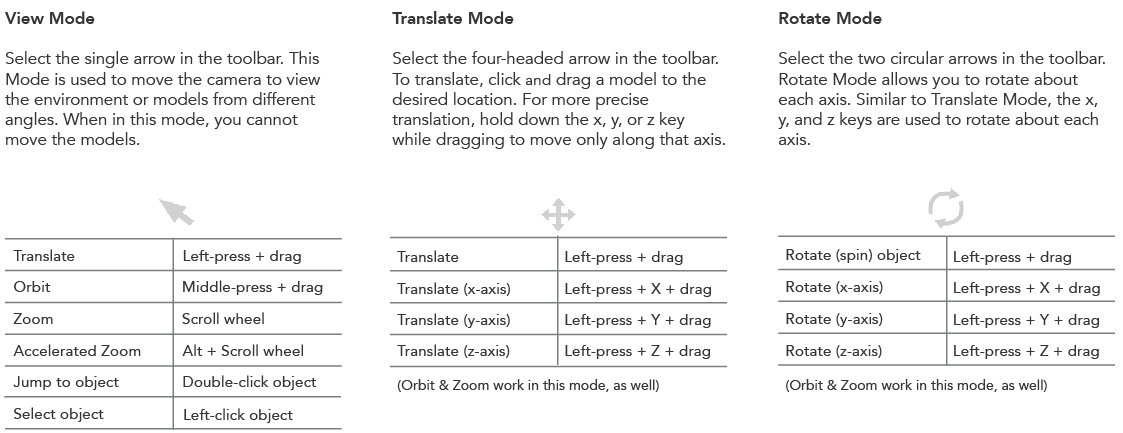 View Mode
Select the single arrow in the toolbar. This
Mode is used to move the camera to view
the environment or models from different
angles. When in this mode, you cannot
move the models.
Translate Left-press + drag
Orbit Middle-press + drag
Zoom Scroll wheel
Accelerated Zoom Alt + Scroll wheel
Jump to object Double-click object
Select object Left-click object
Translate Mode
Select the four-headed arrow in the toolbar.
To translate, click and drag a model to the
desired location. For more precise
translation, hold down the x, y, or z key
while dragging to move only along that axis.
Translate Left-press + drag
Translate (x-axis) Left-press + X + drag
Translate (y-axis) Left-press + Y + drag
Translate (z-axis) Left-press + Z + drag
(Orbit & Zoom work in this mode, as well)
Rotate Mode
Select the two circular arrows in the toolbar.
Rotate Mode allows you to rotate about
each axis. Similar to Translate Mode, the x,
y, and z keys are used to rotate about each
axis.
Rotate (spin) object Left-press + drag
Rotate (x-axis) Left-press + X + drag
Rotate (y-axis) Left-press + Y + drag
Rotate (z-axis) Left-press + Z + drag
(Orbit & Zoom work in this mode, as well)